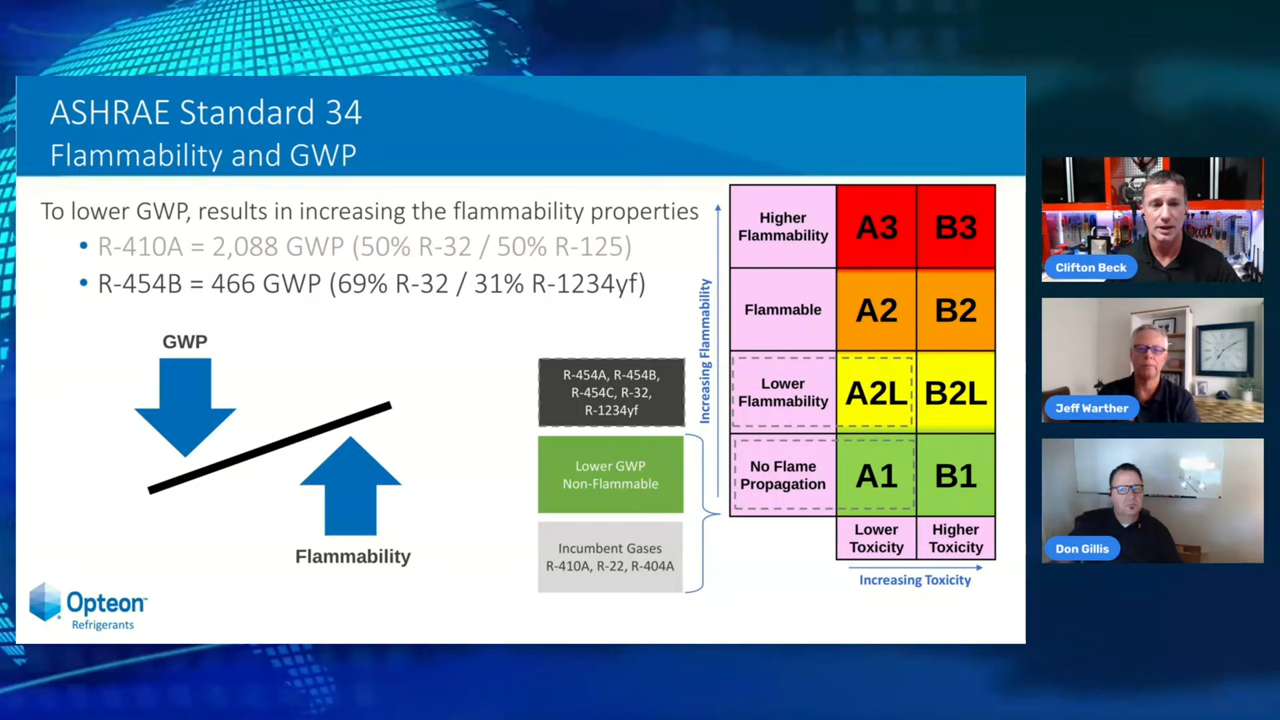 ASHRAE Standard 34
Flammability and GWP
To lower GWP, results in increasing the flammability properties
• R-410A = 2,088 GWP (50% R-32 / 50% R-125)
• R-454B = 466 GWP (69% R-32 / 31% R-1234yf)
GWP
Flammability
R-454A, R-454B,
R-454C, R-32,
R-1234yf
Lower GWP
Non-Flammable
Incumbent Gases
R-410A, R-22, R-404A
Increasing Flammability
Higher
Flammability
A3
B3
Flammable
A2
B2
Lower
Flammability
A2L
B2L
No Flame
Propagation
A1
B1
Lower
Toxicity
Higher
Toxicity
Increasing Toxicity
Opteon™
Refrigerants
Clifton Beck
Jeff Warther
Don Gillis